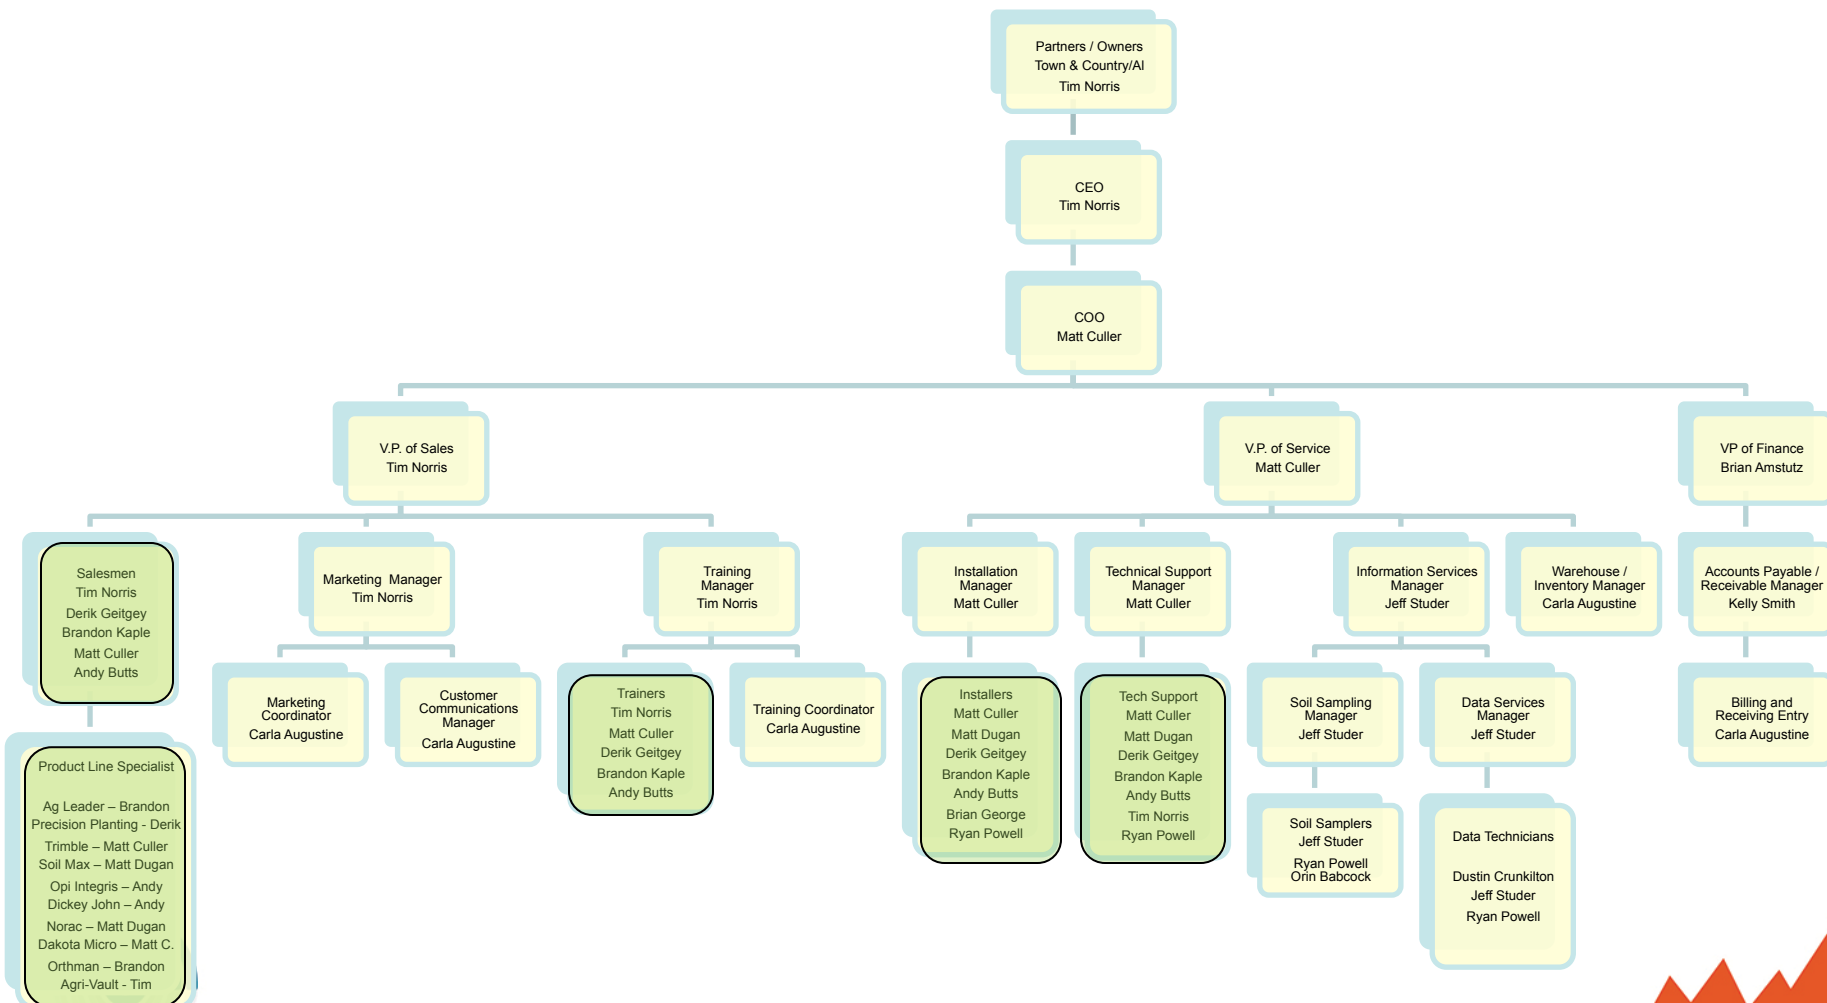 Partners / Owners
Town & Country/AI
Tim Norris
CEO
Tim Norris
COO
Matt Culler
V.P. of Sales
Tim Norris
V.P. of Service
Matt Culler
VP of Finance
Brian Amstutz
Salesmen
Tim Norris
Derik Geitgey
Brandon Kaple
Matt Culler
Andy Butts
Marketing  Manager
Tim Norris
Training
Manager
Tim Norris
Installation
Manager
Matt Culler
Technical Support
Manager
Matt Culler
Information Services
Manager
Jeff Studer
Warehouse /
Inventory Manager
Carla Augustine
Accounts Payable /
Receivable Manager
Kelly Smith
Product Line Specialist
Ag Leader – Brandon
Precision Planting - Derik
Trimble – Matt Culler
Soil Max – Matt Dugan
Opi Integris – Andy
Dickey John – Andy
Norac – Matt Dugan
Dakota Micro – Matt C.
Orthman – Brandon
Agri-Vault - Tim
Marketing
Coordinator
Carla Augustine
Customer
Communications
Manager
Carla Augustine
Trainers
Tim Norris
Matt Culler
Derik Geitgey
Brandon Kaple
Andy Butts
Training Coordinator
Carla Augustine
Installers
Matt Culler
Matt Dugan
Derik Geitgey
Brandon Kaple
Andy Butts
Brian George
Ryan Powell
Tech Support
Matt Culler
Matt Dugan
Derik Geitgey
Brandon Kaple
Andy Butts
Tim Norris
Ryan Powell
Soil Sampling
Manager
Jeff Studer
Data Services
Manager
Jeff Studer
Billing and
Receiving Entry
Carla Augustine
Soil Samplers
Jeff Studer
Ryan Powell
Orin Babcock
Data Technicians
Dustin Crunkilton
Jeff Studer
Ryan Powell